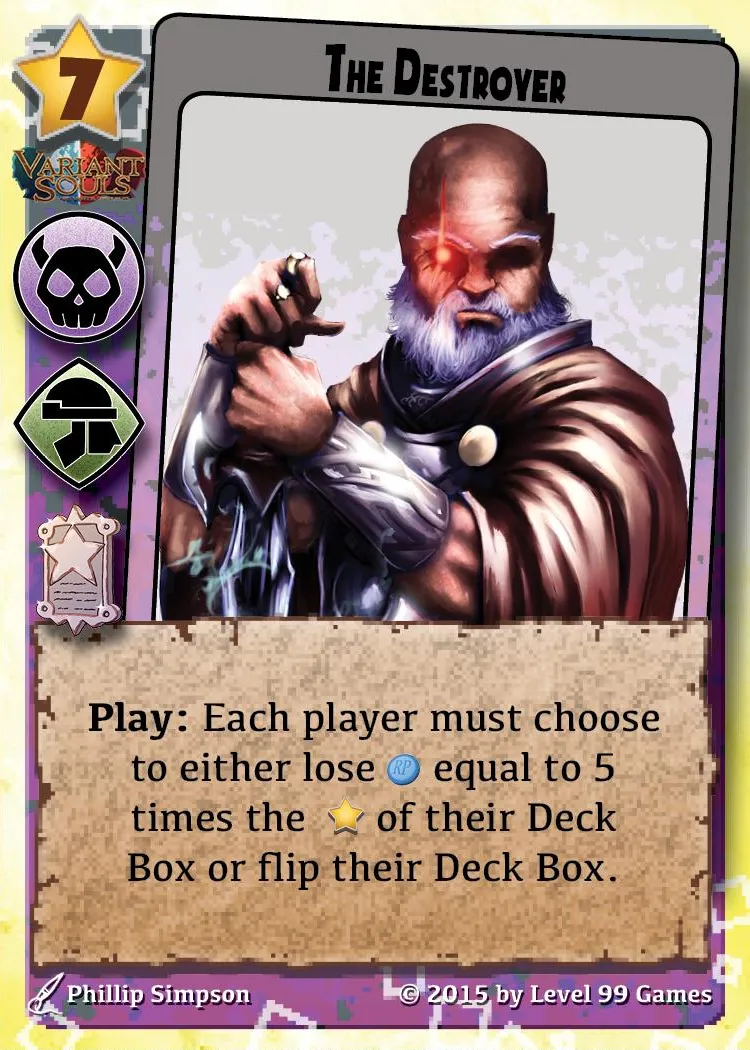 7
THE DESTROYER
VARIANT
SOULS
Play: Each player must choose
to either lose RP equal to 5
times the of their Deck
Box or flip their Deck Box.
Phillip Simpson
© 2015 by Level 99 Games